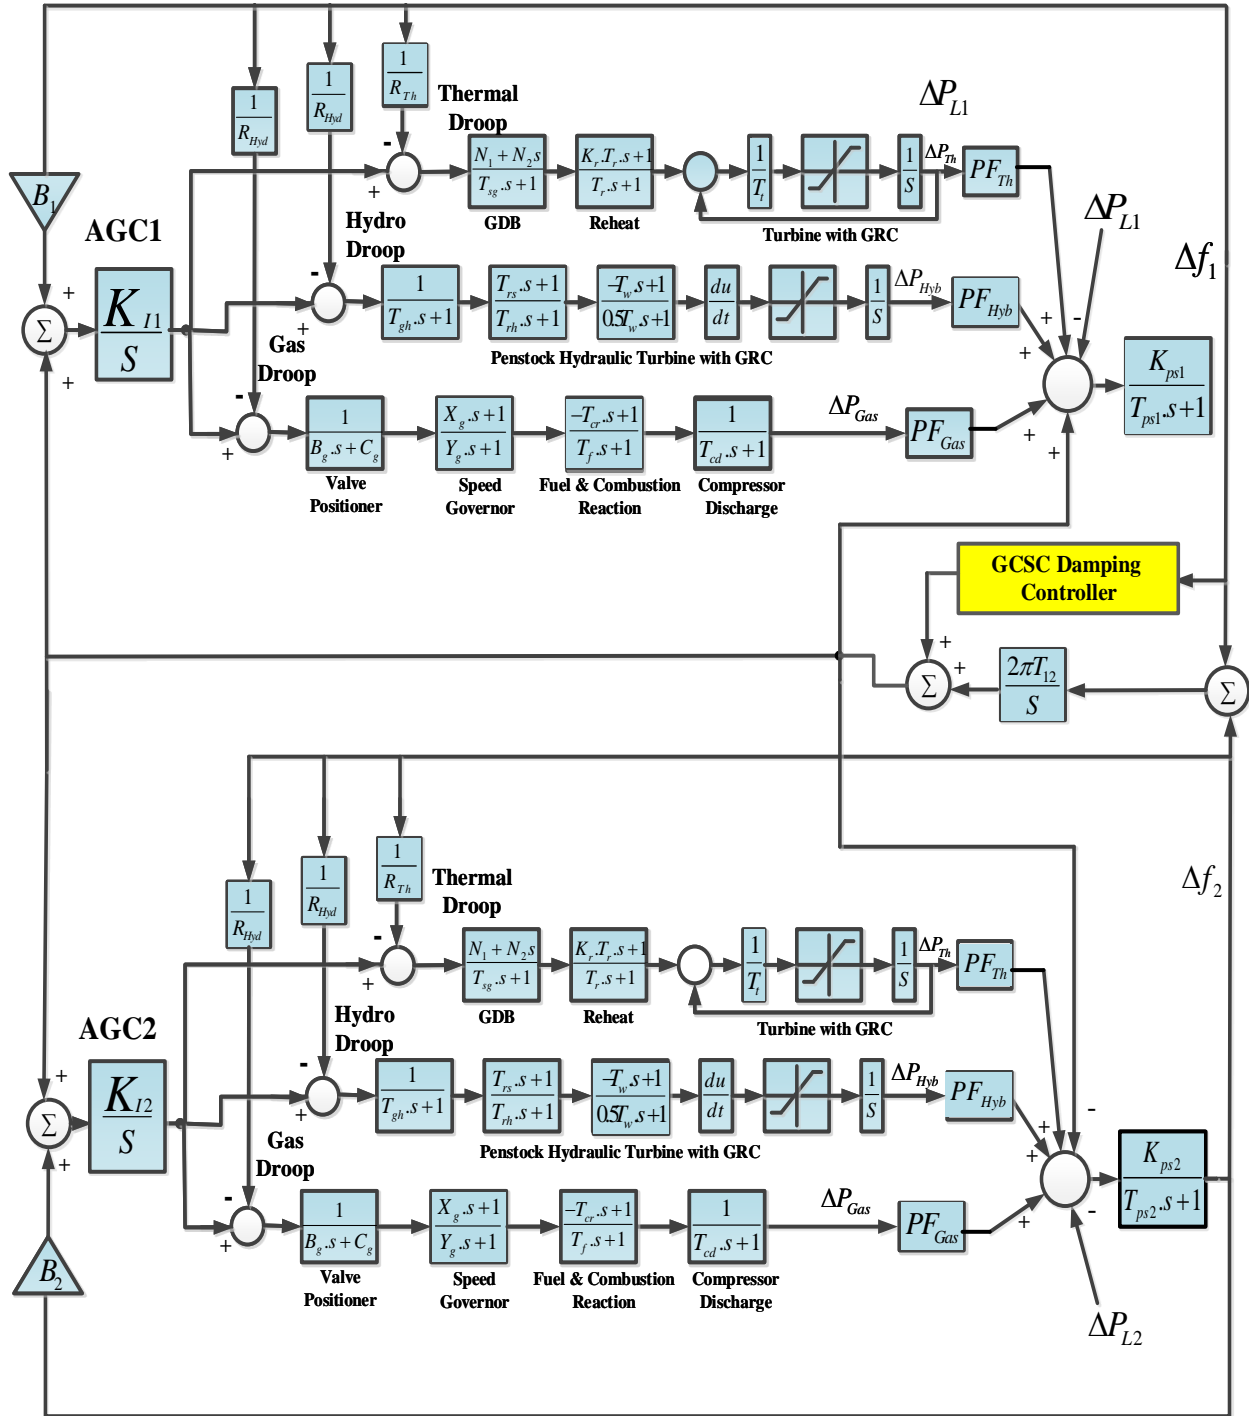 1
R_Hyd
1
R_Hyd
1
R_Th
Thermal
Droop
ΔP_L1
B_1
AGC1
K_I1
S
Σ
+
+
-
+
N_1 + N_2 s
T_sg.s+1
GDB
K_r.T_r.s+1
T_r.s+1
Reheat
1
T_t
1
S
ΔP_Th
PF_Th
Turbine with GRC
ΔP_L1
Δf_1
Hydro
Droop
-
+
1
T_gh.s+1
T_rs.s+1
T_rh.s+1
-T_w.s+1
0.5T_w.s+1
du
dt
1
S
ΔP_Hyb
PF_Hyb
Penstock Hydraulic Turbine with GRC
+
-
+
+
+
K_ps1
T_ps1.s+1
Gas
Droop
-
+
1
B_g.s+C_g
Valve
Positioner
X_g.s+1
Y_g.s+1
Speed
Governor
-T_cr.s+1
T_f.s+1
Fuel & Combustion
Reaction
1
T_cd.s+1
Compressor
Discharge
ΔP_Gas
PF_Gas
GCSC Damping
Controller
+
+
Σ
2πT_12
S
Σ
1
R_Hyd
1
R_Hyd
1
R_Th
Thermal
Droop
Δf_2
-
+
N_1 + N_2 s
T_sg.s+1
GDB
K_r.T_r.s+1
T_r.s+1
Reheat
1
T_t
1
S
ΔP_Th
PF_Th
Turbine with GRC
AGC2
K_I2
S
Σ
+
+
Hydro
Droop
-
+
1
T_gh.s+1
T_rs.s+1
T_rh.s+1
-T_w.s+1
0.5T_w.s+1
du
dt
1
S
ΔP_Hyb
PF_Hyb
Penstock Hydraulic Turbine with GRC
-
+
+
+
-
K_ps2
T_ps2.s+1
Gas
Droop
-
+
1
B_g.s+C_g
Valve
Positioner
X_g.s+1
Y_g.s+1
Speed
Governor
-T_cr.s+1
T_f.s+1
Fuel & Combustion
Reaction
1
T_cd.s+1
Compressor
Discharge
ΔP_Gas
PF_Gas
B_2
ΔP_L2